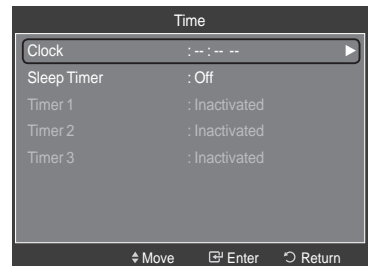 Time
Clock : -- : -- --
Sleep Timer : Off
Timer 1 : Inactivated
Timer 2 : Inactivated
Timer 3 : Inactivated
Move Enter Return